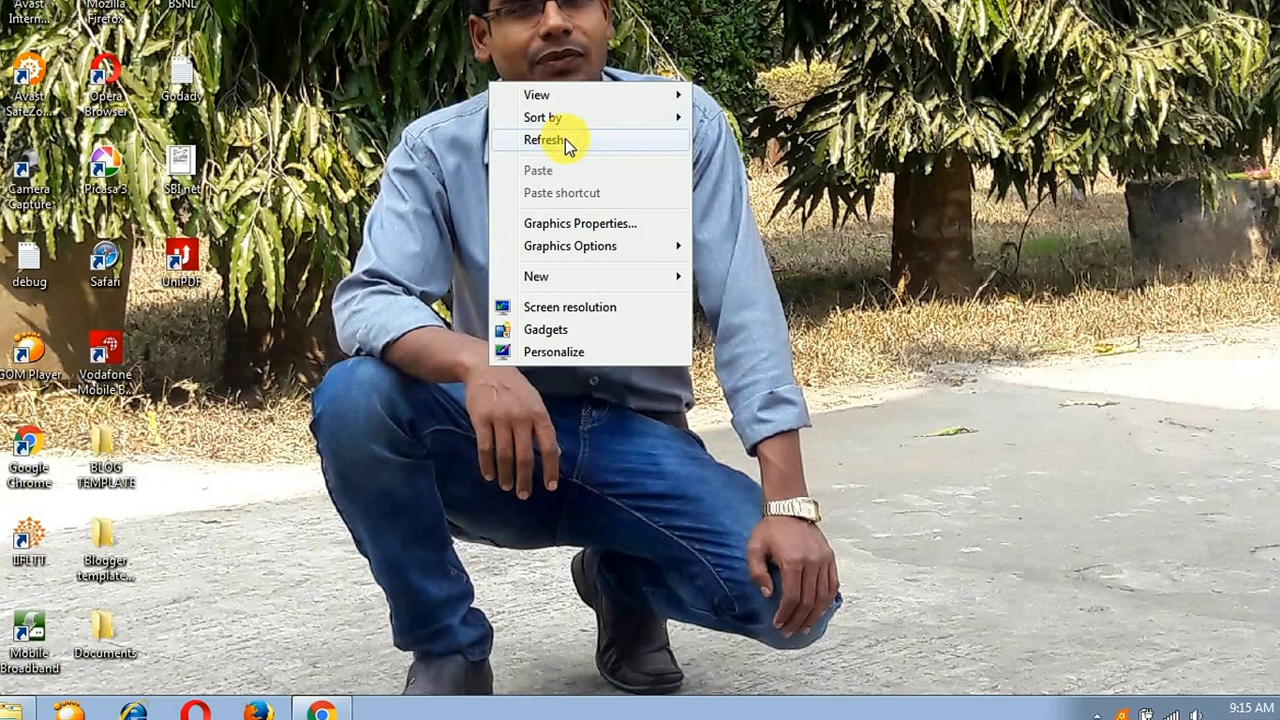 Avast
Intern...
Mozilla
Firefox
BSNL
Avast
SafeZo...
Opera
Browser
Godady
Camera
Capture
Picasa 3
SBI net
debug
Safari
UniPDF
GOM Player
Vodafone
Mobile B...
Google
Chrome
BLOG
TEMPLATE
IIFLTT
Blogger
template...
Mobile
Broadband
Documents
View
Sort by
Refresh
Paste
Paste shortcut
Graphics Properties...
Graphics Options
New
Screen resolution
Gadgets
Personalize
9:15 AM